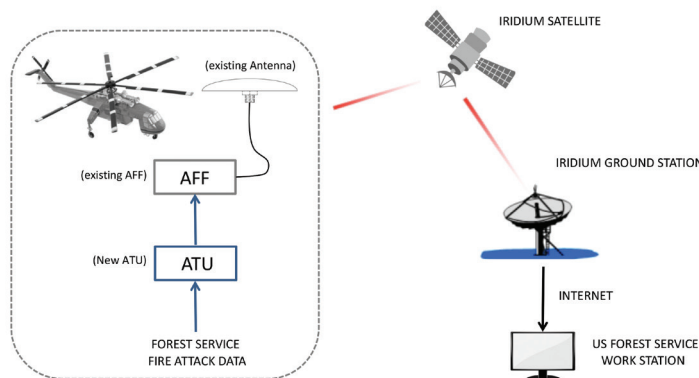 IRIDIUM SATELLITE
(existing Antenna)
(existing AFF)
AFF
IRIDIUM GROUND STATION
(New ATU)
ATU
INTERNET
FOREST SERVICE
FIRE ATTACK DATA
US FOREST SERVICE
WORK STATION